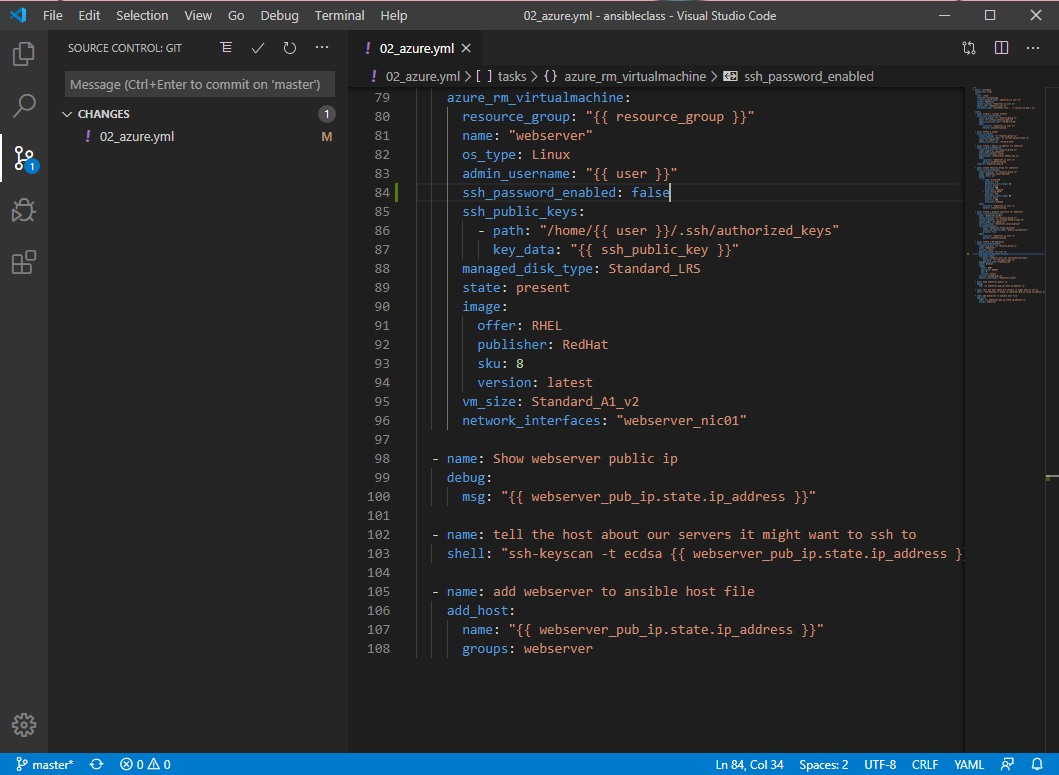 File Edit Selection View Go Debug Terminal Help 02_azure.yml - ansibleclass - Visual Studio Code
SOURCE CONTROL: GIT
Message (Ctrl+Enter to commit on 'master')
CHANGES 1
! 02_azure.yml M
1
! 02_azure.yml
! 02_azure.yml > [ ] tasks > {} azure_rm_virtualmachine > ssh_password_enabled
79 azure_rm_virtualmachine:
80 resource_group: "{{ resource_group }}"
81 name: "webserver"
82 os_type: Linux
83 admin_username: "{{ user }}"
84 ssh_password_enabled: false
85 ssh_public_keys:
86 - path: "/home/{{ user }}/.ssh/authorized_keys"
87 key_data: "{{ ssh_public_key }}"
88 managed_disk_type: Standard_LRS
89 state: present
90 image:
91 offer: RHEL
92 publisher: RedHat
93 sku: 8
94 version: latest
95 vm_size: Standard_A1_v2
96 network_interfaces: "webserver_nic01"
97
98 - name: Show webserver public ip
99 debug:
100 msg: "{{ webserver_pub_ip.state.ip_address }}"
101
102 - name: tell the host about our servers it might want to ssh to
103 shell: "ssh-keyscan -t ecdsa {{ webserver_pub_ip.state.ip_address }
104
105 - name: add webserver to ansible host file
106 add_host:
107 name: "{{ webserver_pub_ip.state.ip_address }}"
108 groups: webserver
master* 0 0 Ln 84, Col 34 Spaces: 2 UTF-8 CRLF YAML